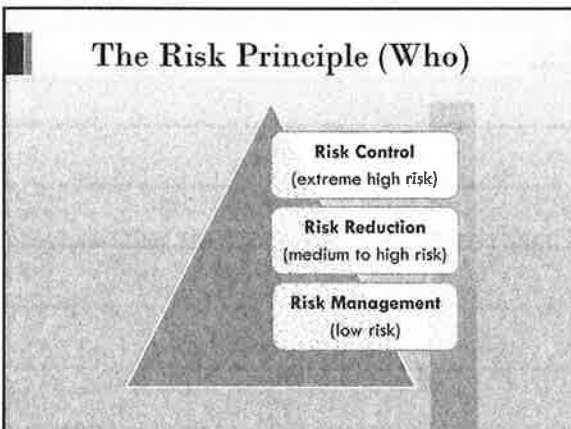 The Risk Principle (Who)
Risk Control
(extreme high risk)
Risk Reduction
(medium to high risk)
Risk Management
(low risk)